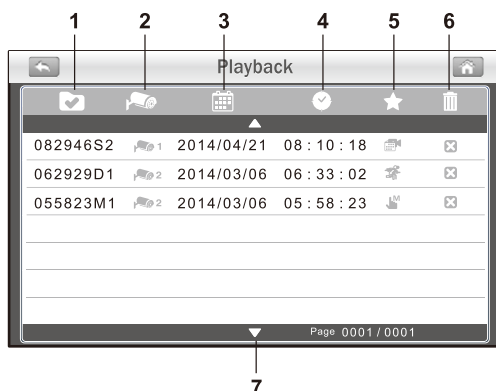 1 2 3 4 5 6
Playback
082946S2 1 2014/04/21 08 : 10 : 18
062929D1 2 2014/03/06 06 : 33 : 02
055823M1 2 2014/03/06 05 : 58 : 23 M
Page 0001 / 0001
7